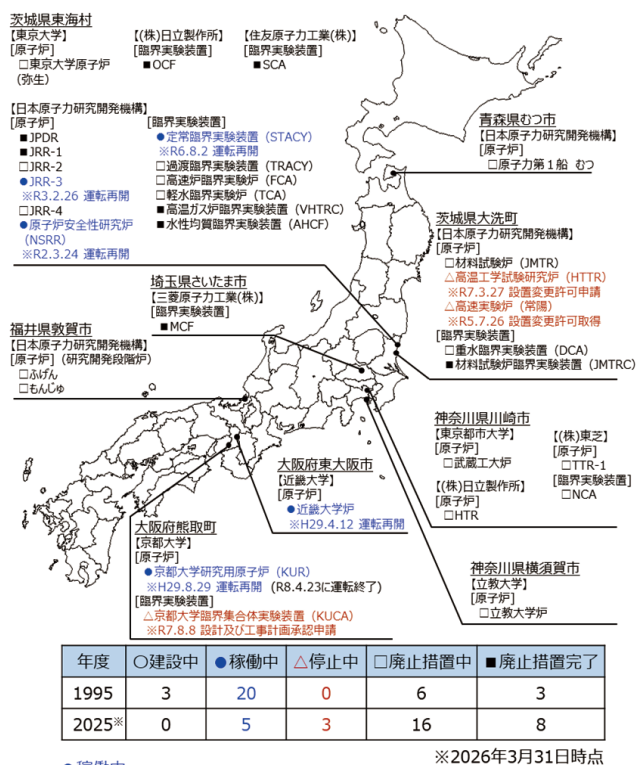 茨城県東海村
【東京大学】
[原子炉]
□東京大学原子炉
（弥生）
【(株)日立製作所】
[臨界実験装置]
■OCF
【住友原子力工業(株)】
[臨界実験装置]
■SCA
【日本原子力研究開発機構】
[原子炉]
■JPDR
■JRR-1
□JRR-2
●JRR-3
※R3.2.26 運転再開
□JRR-4
●原子炉安全性研究炉
（NSRR）
※R2.3.24 運転再開
[臨界実験装置]
●定常臨界実験装置（STACY）
※R6.8.2 運転再開
□過渡臨界実験装置（TRACY）
□高速炉臨界実験炉（FCA）
□軽水臨界実験炉（TCA）
■高温ガス炉臨界実験装置（VHTRC）
■水性均質臨界実験装置（AHCF）
青森県むつ市
【日本原子力研究開発機構】
[原子炉]
□原子力第１船 むつ
茨城県大洗町
【日本原子力研究開発機構】
[原子炉]
□材料試験炉（JMTR）
△高温工学試験研究炉（HTTR）
※R7.3.27 設置変更許可申請
△高速実験炉（常陽）
※R5.7.26 設置変更許可取得
[臨界実験装置]
□重水臨界実験装置（DCA）
■材料試験炉臨界実験装置（JMTRC）
埼玉県さいたま市
【三菱原子力工業(株)】
[臨界実験装置]
■MCF
福井県敦賀市
【日本原子力研究開発機構】
[原子炉]（研究開発段階炉）
□ふげん
□もんじゅ
神奈川県川崎市
【東京都市大学】
[原子炉]
□武蔵工大炉
【(株)日立製作所】
[原子炉]
□HTR
【(株)東芝】
[原子炉]
□TTR-1
[臨界実験装置]
□NCA
大阪府東大阪市
【近畿大学】
[原子炉]
●近畿大学炉
※H29.4.12 運転再開
大阪府熊取町
【京都大学】
[原子炉]
●京都大学研究用原子炉（KUR）
※H29.8.29 運転再開（R8.4.23に運転終了）
[臨界実験装置]
△京都大学臨界集合体実験装置（KUCA）
※R7.8.8 設計及び工事計画承認申請
神奈川県横須賀市
【立教大学】
[原子炉]
□立教大学炉
年度 〇建設中 ●稼働中 △停止中 □廃止措置中 ■廃止措置完了
1995 3 20 0 6 3
2025※ 0 5 3 16 8
※2026年3月31日時点